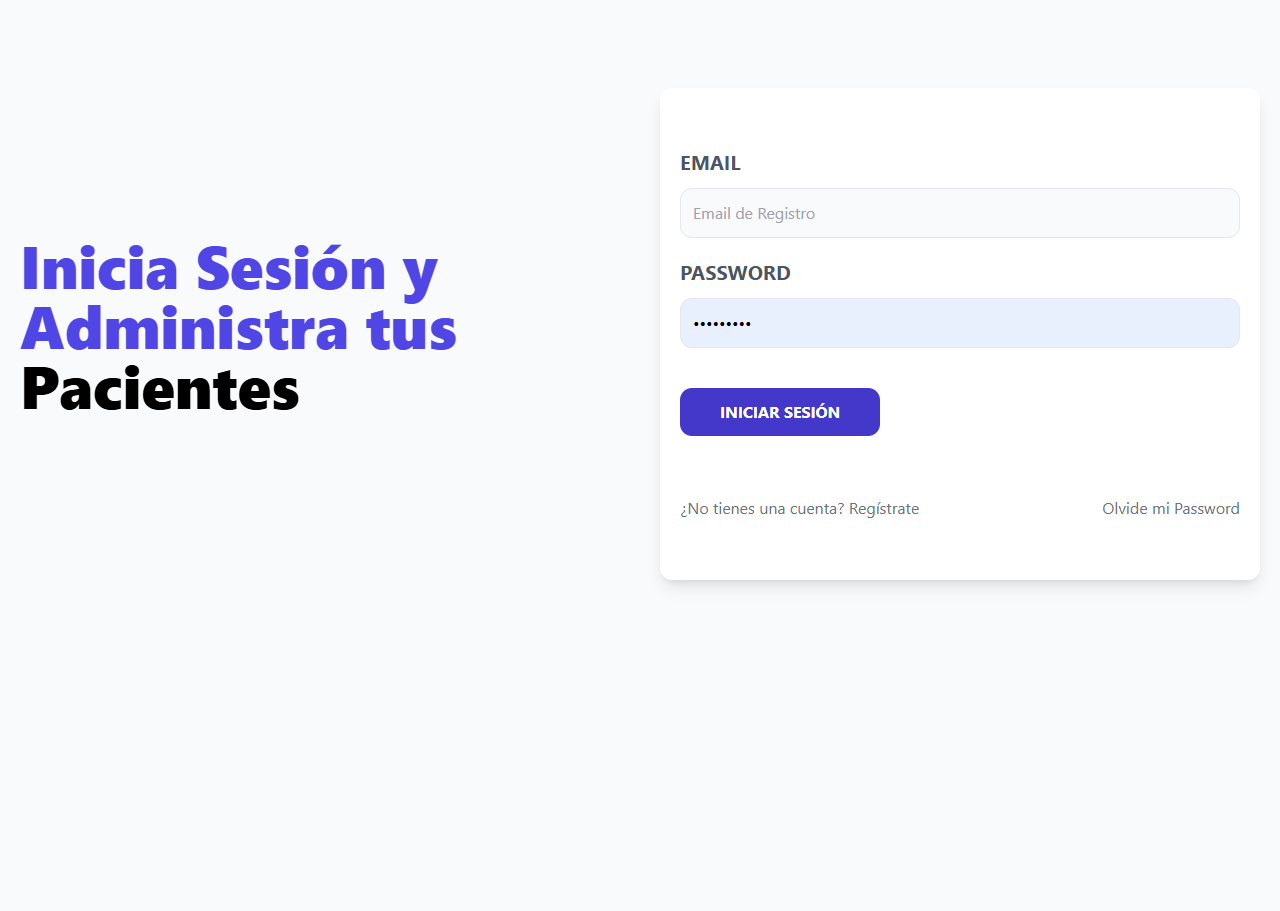 Inicia Sesión y
Administra tus
Pacientes
EMAIL
Email de Registro
PASSWORD
•••••••••
INICIAR SESIÓN
¿No tienes una cuenta? Regístrate
Olvide mi Password